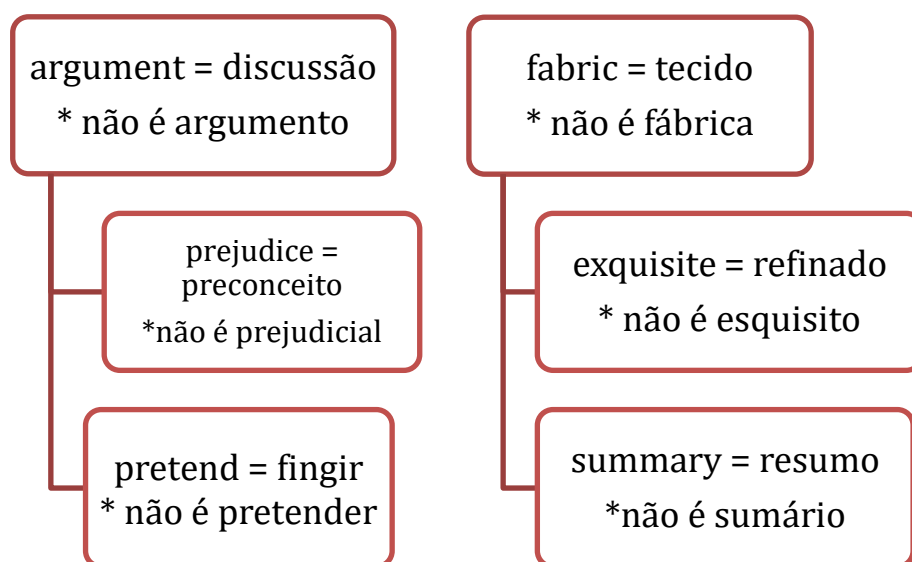 argument = discussão
* não é argumento
prejudice =
preconceito
*não é prejudicial
pretend = fingir
* não é pretender
fabric = tecido
* não é fábrica
exquisite = refinado
* não é esquisito
summary = resumo
*não é sumário